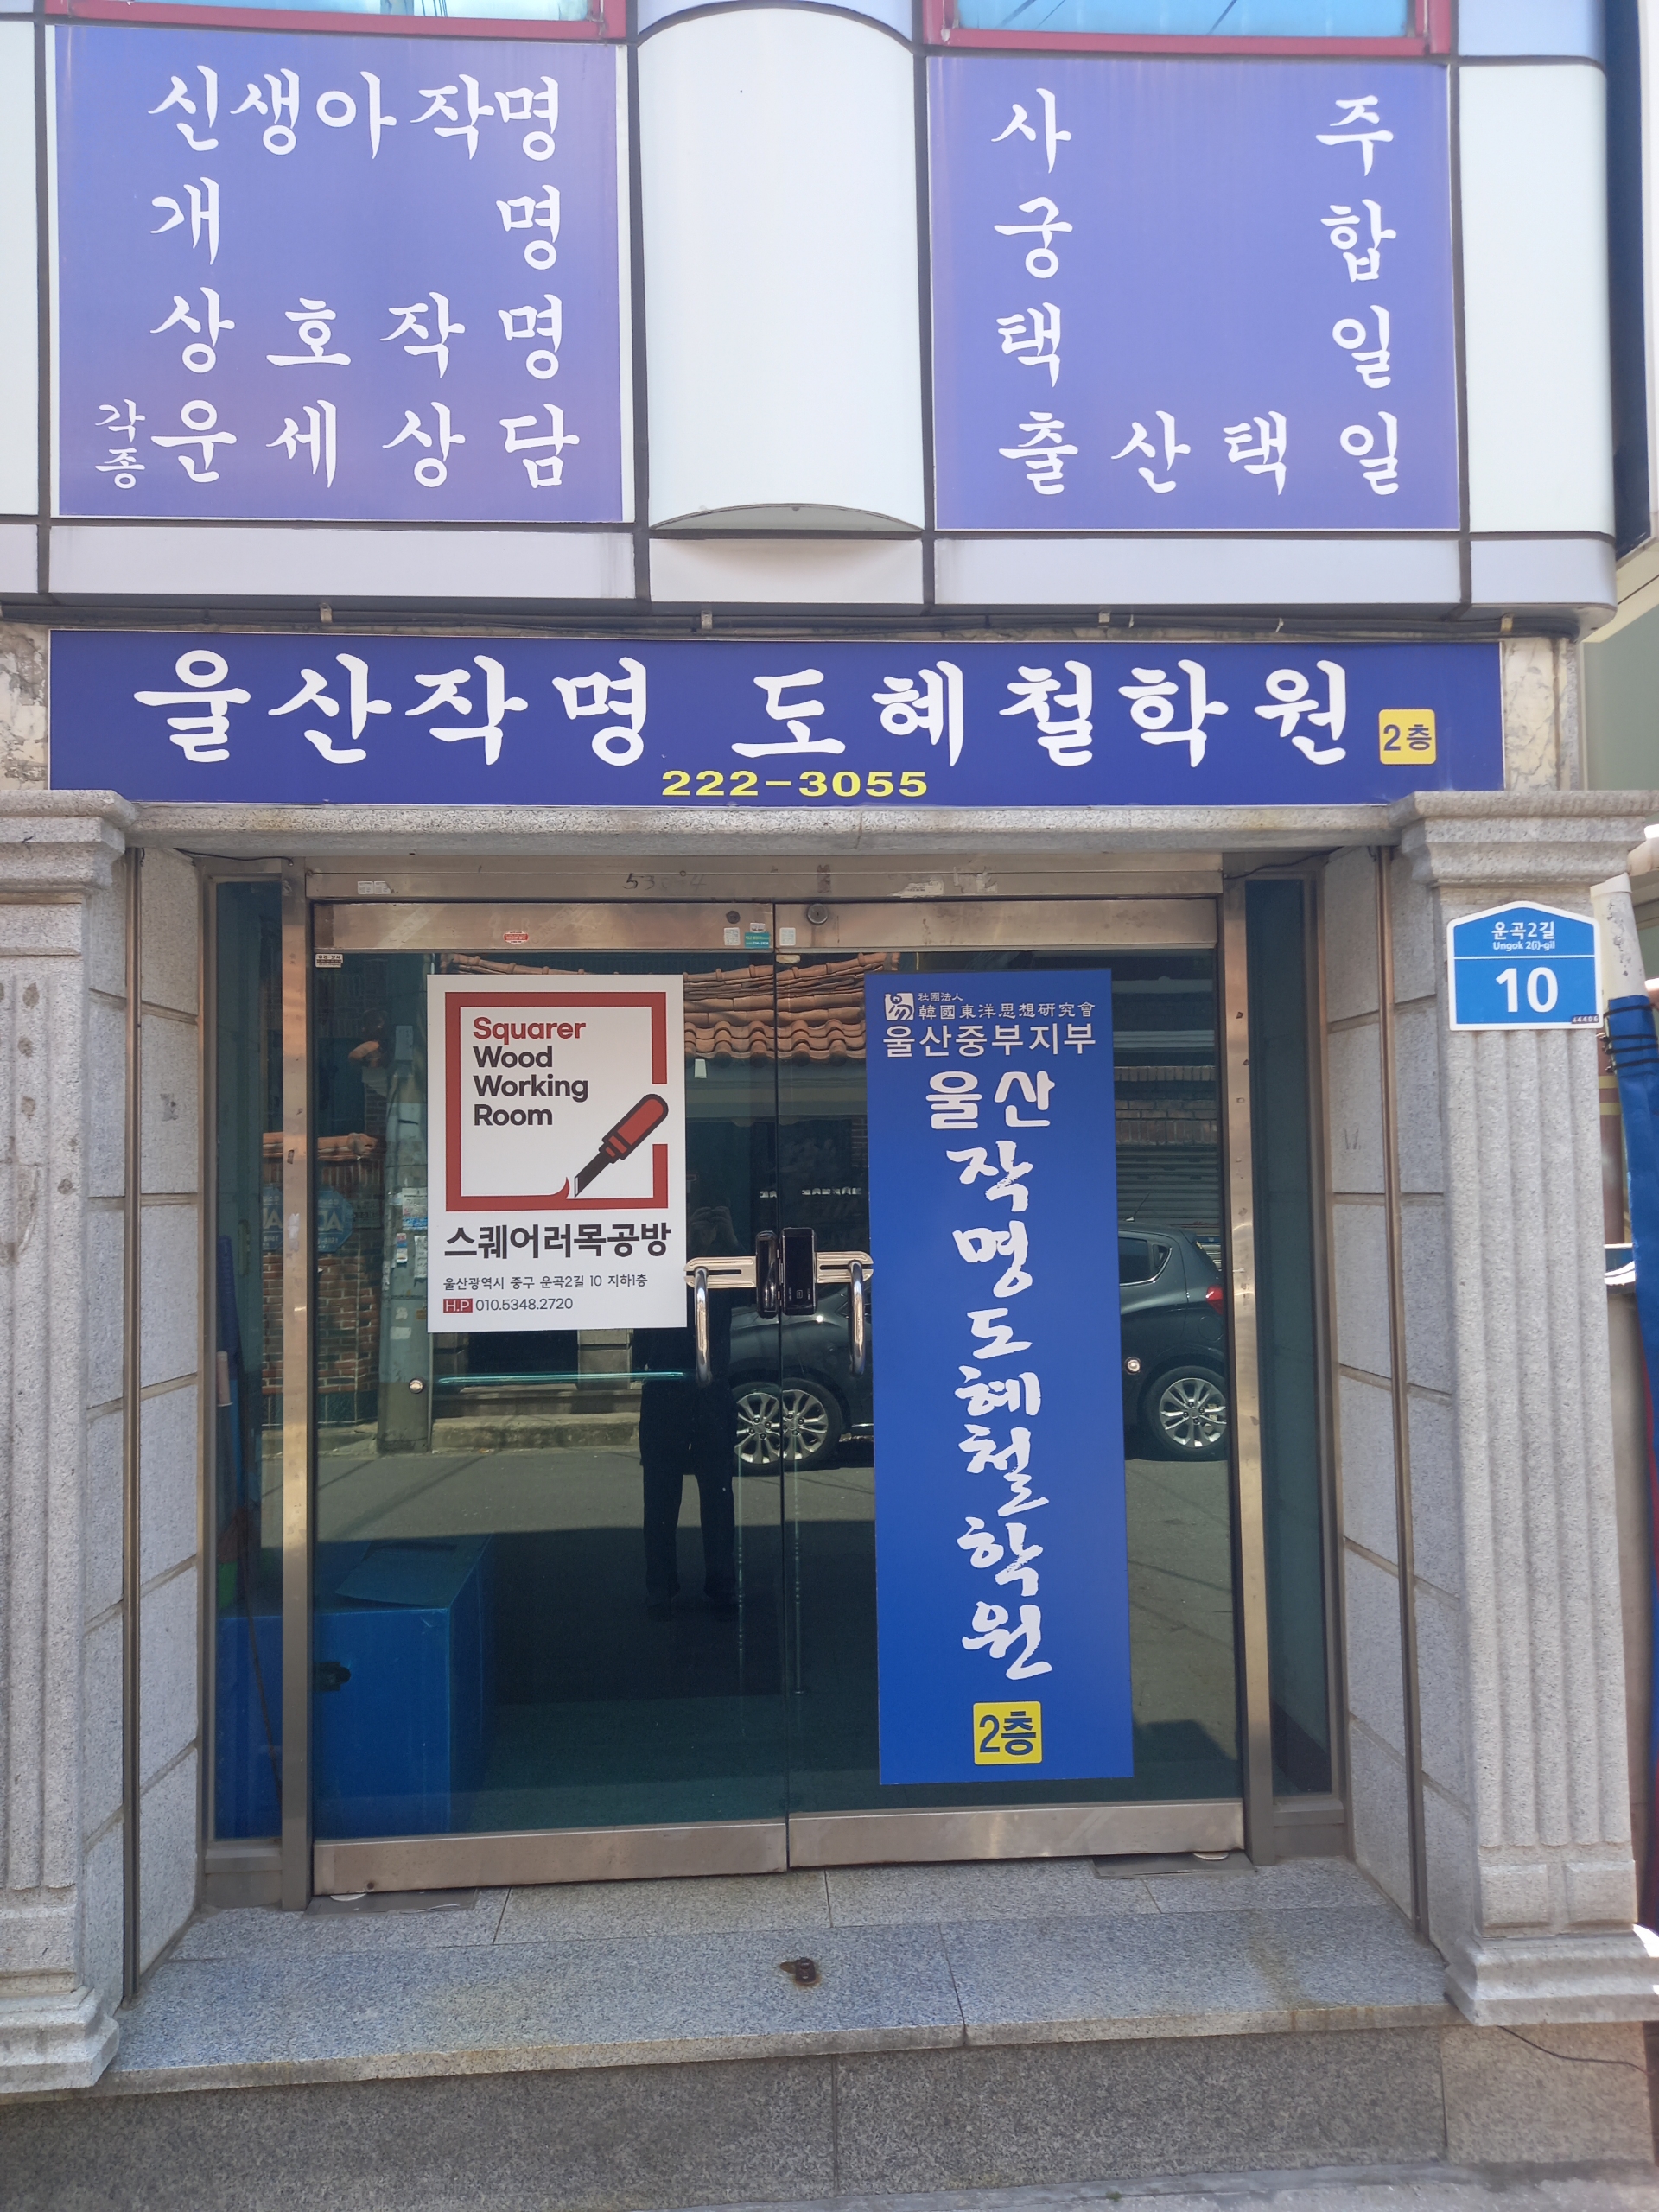 신생아작명
개명
상호작명
각종 운세상담
사주
궁합
택일
출산택일
울산작명 도혜철학원 2층
222-3055
Squarer
Wood
Working
Room
스퀘어러목공방
울산광역시 중구 운곡2길 10 지하1층
H.P 010.5348.2720
社團法人
韓國東洋思想硏究會
울산중부지부
울산
작명도혜철학원
2층
운곡2길
Ungok 2(i)-gil
10